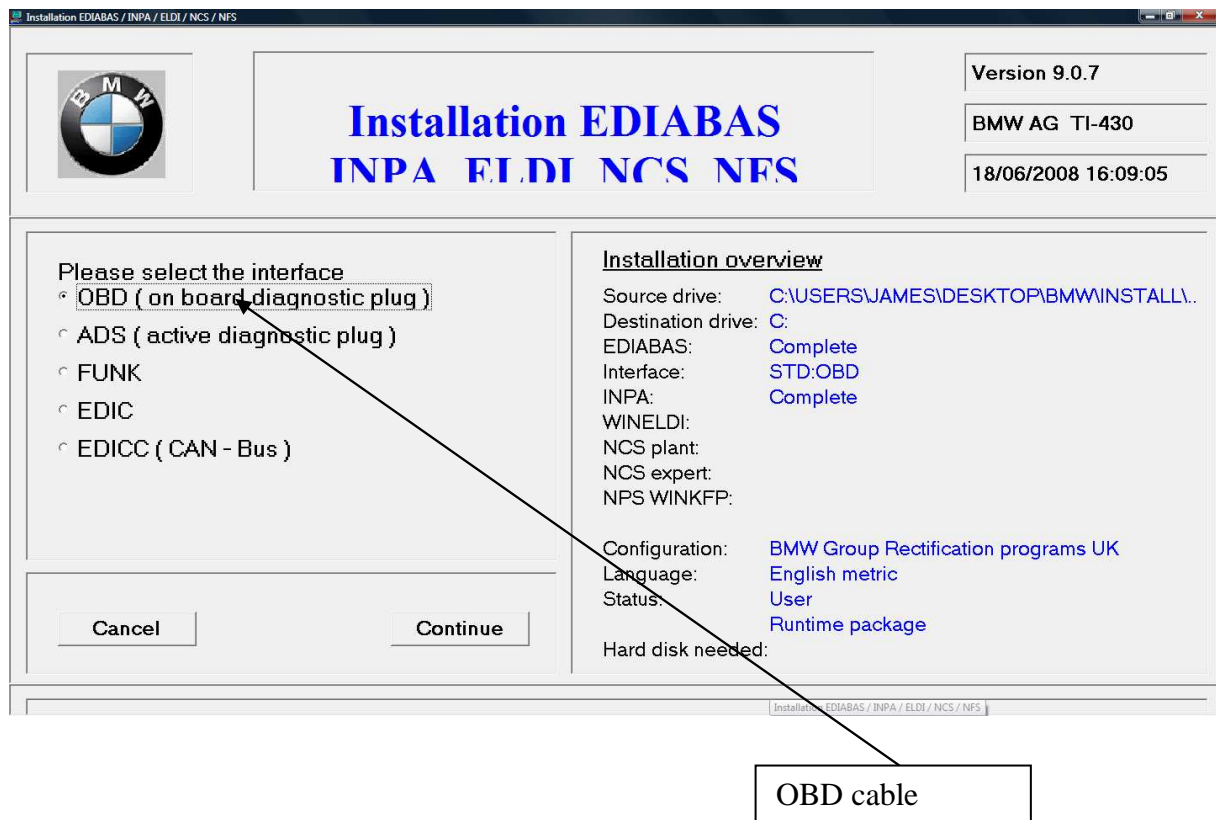 Installation EDIABAS / INPA / ELDI / NCS / NFS
BMW
Installation EDIABAS
INPA ELDI NCS NFS
Version 9.0.7
BMW AG TI-430
18/06/2008 16:09:05
Please select the interface
OBD ( on board diagnostic plug )
ADS ( active diagnostic plug )
FUNK
EDIC
EDICC ( CAN - Bus )
Cancel
Continue
Installation overview
Source drive: C:\USERS\JAMES\DESKTOP\BMW\INSTALL\..
Destination drive: C:
EDIABAS: Complete
Interface: STD:OBD
INPA: Complete
WINELDI:
NCS plant:
NCS expert:
NPS WINKFP:
Configuration: BMW Group Rectification programs UK
Language: English metric
Status: User
Runtime package
Hard disk needed:
Installation EDIABAS / INPA / ELDI / NCS / NFS
OBD cable